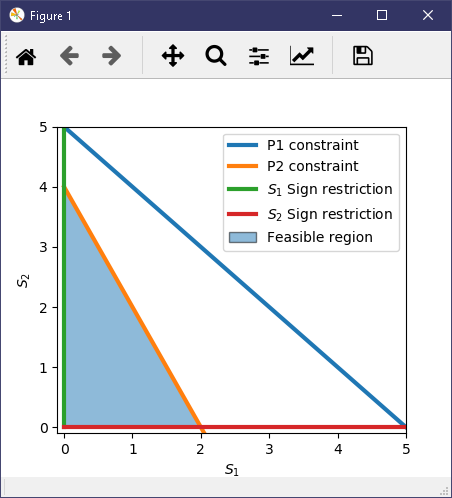 Figure 1
P1 constraint
P2 constraint
S₁ Sign restriction
S₂ Sign restriction
Feasible region
5
4
3
2
1
0
S₂
0 1 2 3 4 5
S₁